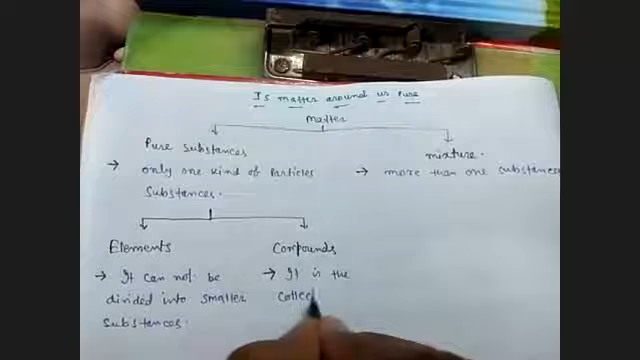 Is matter around us Pure
matter
Pure substances
→ only one kind of Particles
substances.
mixture.
→ more than one substances
Elements
→ It can not be
divided into smaller
substances.
Compounds
→ It is the
collec